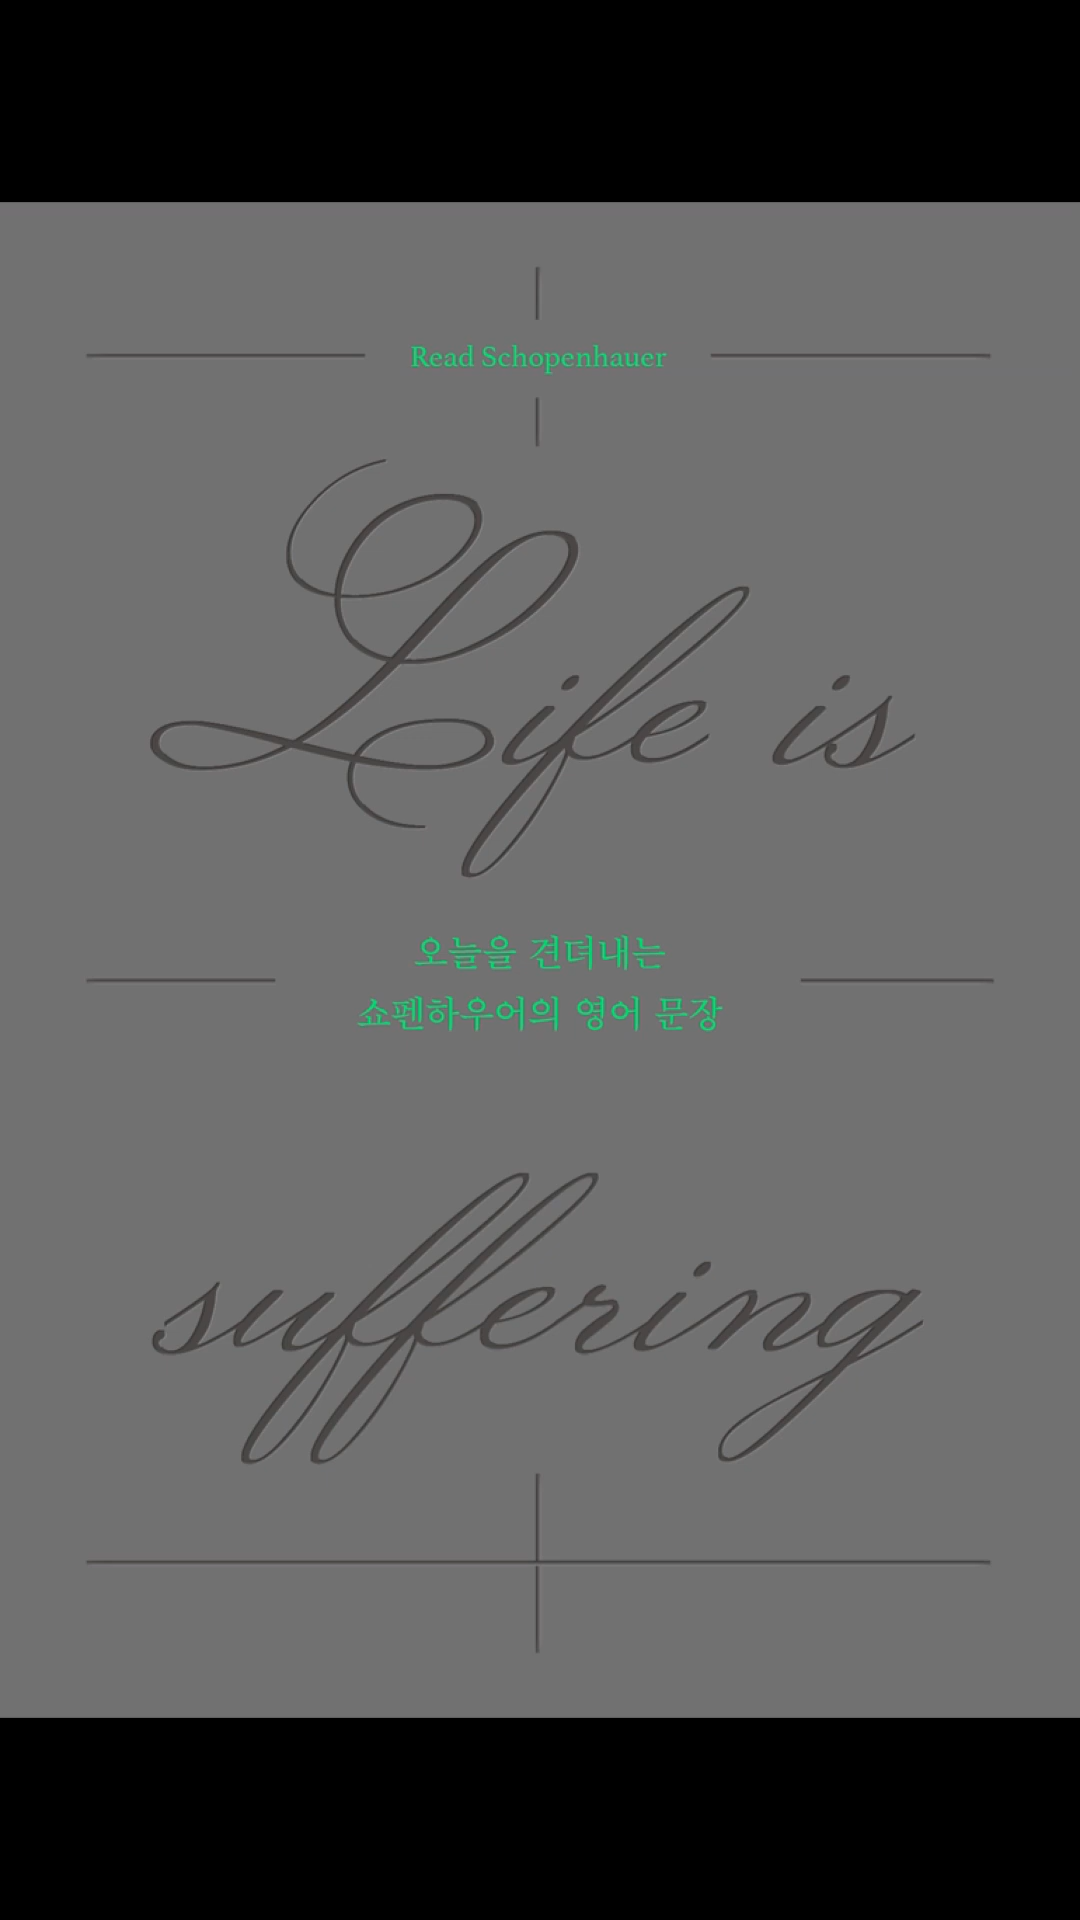 Read Schopenhauer
Life is
오늘을 견뎌내는
쇼펜하우어의 영어 문장
suffering